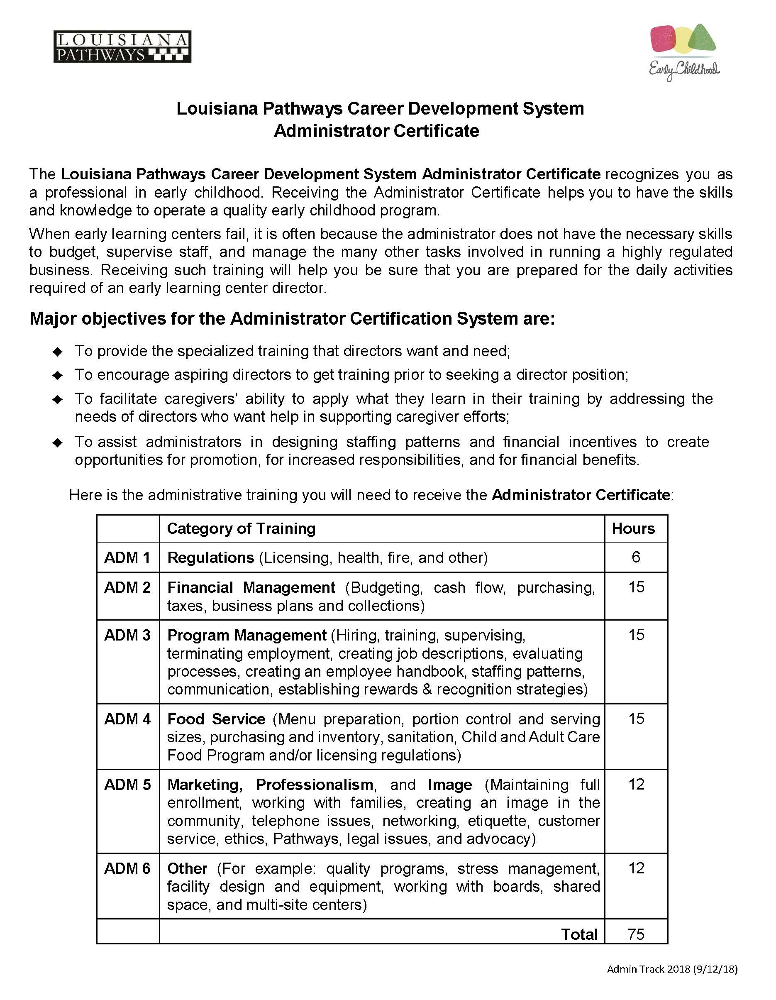 LOUISIANA
PATHWAYS
Early Childhood
Louisiana Pathways Career Development System
Administrator Certificate
The Louisiana Pathways Career Development System Administrator Certificate recognizes you as
a professional in early childhood. Receiving the Administrator Certificate helps you to have the skills
and knowledge to operate a quality early childhood program.
When early learning centers fail, it is often because the administrator does not have the necessary skills
to budget, supervise staff, and manage the many other tasks involved in running a highly regulated
business. Receiving such training will help you be sure that you are prepared for the daily activities
required of an early learning center director.
Major objectives for the Administrator Certification System are:
◆ To provide the specialized training that directors want and need;
◆ To encourage aspiring directors to get training prior to seeking a director position;
◆ To facilitate caregivers' ability to apply what they learn in their training by addressing the
needs of directors who want help in supporting caregiver efforts;
◆ To assist administrators in designing staffing patterns and financial incentives to create
opportunities for promotion, for increased responsibilities, and for financial benefits.
Here is the administrative training you will need to receive the Administrator Certificate:
Category of Training Hours
ADM 1 Regulations (Licensing, health, fire, and other) 6
ADM 2 Financial Management (Budgeting, cash flow, purchasing, 15
taxes, business plans and collections)
ADM 3 Program Management (Hiring, training, supervising, 15
terminating employment, creating job descriptions, evaluating
processes, creating an employee handbook, staffing patterns,
communication, establishing rewards & recognition strategies)
ADM 4 Food Service (Menu preparation, portion control and serving 15
sizes, purchasing and inventory, sanitation, Child and Adult Care
Food Program and/or licensing regulations)
ADM 5 Marketing, Professionalism, and Image (Maintaining full 12
enrollment, working with families, creating an image in the
community, telephone issues, networking, etiquette, customer
service, ethics, Pathways, legal issues, and advocacy)
ADM 6 Other (For example: quality programs, stress management, 12
facility design and equipment, working with boards, shared
space, and multi-site centers)
Total 75
Admin Track 2018 (9/12/18)